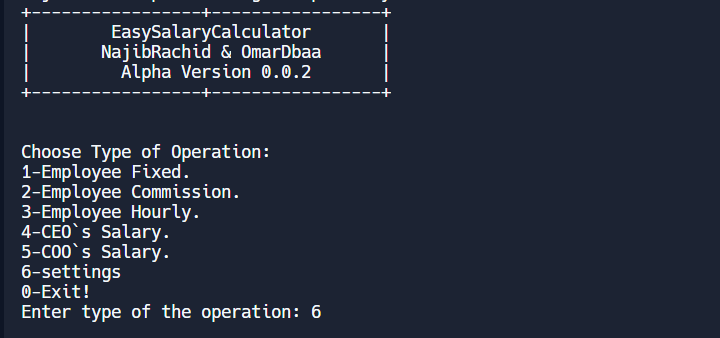 +-----------------+-----------------+
| EasySalaryCalculator |
| NajibRachid & OmarDbaa |
| Alpha Version 0.0.2 |
+-----------------+-----------------+
Choose Type of Operation:
1-Employee Fixed.
2-Employee Commission.
3-Employee Hourly.
4-CEO`s Salary.
5-COO`s Salary.
6-settings
0-Exit!
Enter type of the operation: 6